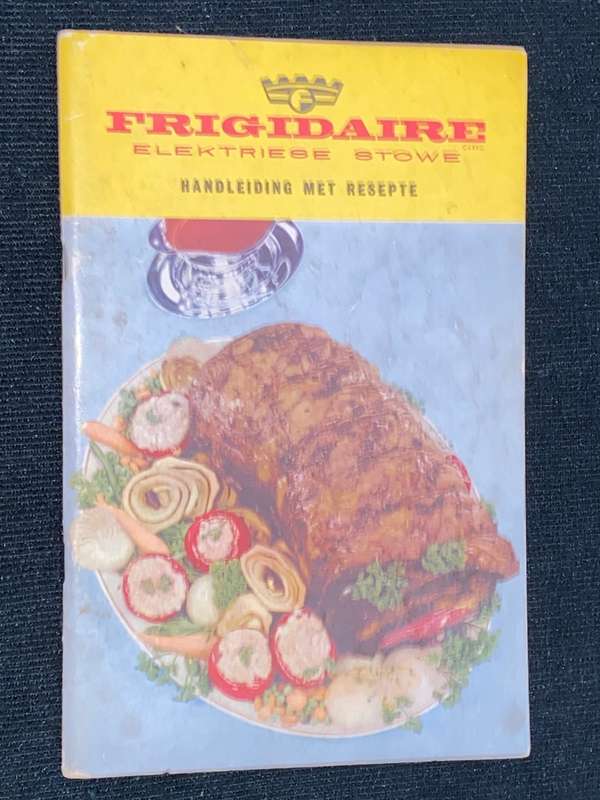 F
FRIGIDAIRE
ELEKTRIESE STOWE
HANDLEIDING MET RESEPTE